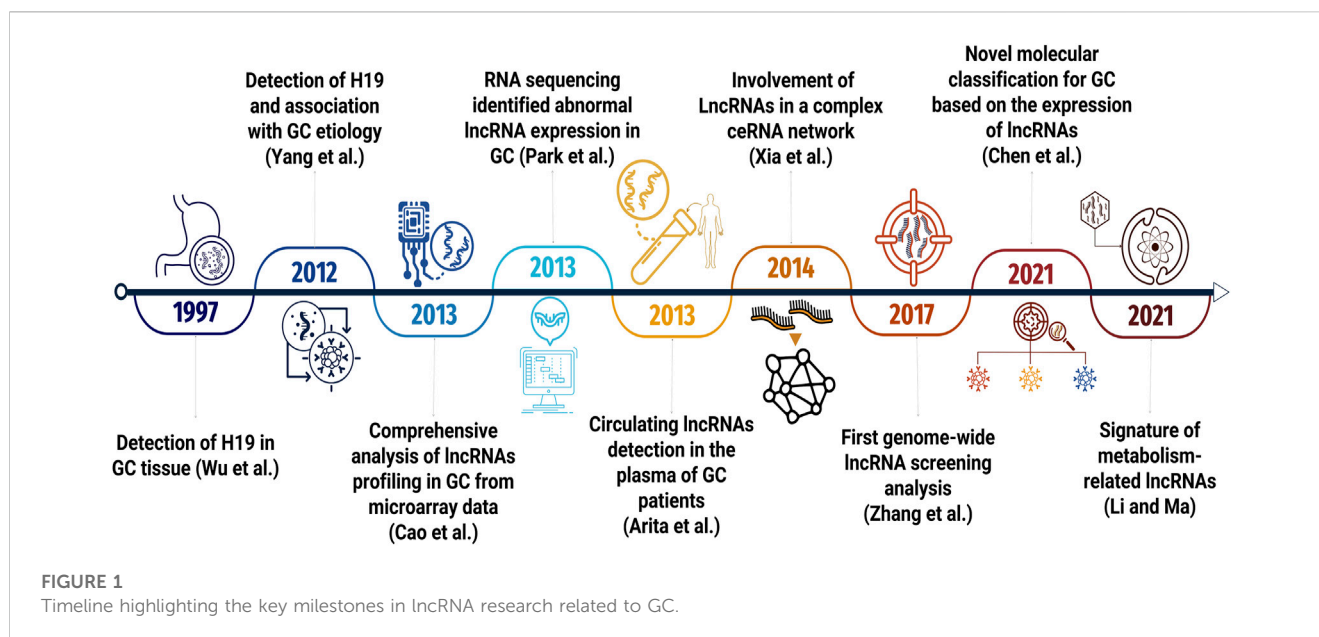 Detection of H19
and association
with GC etiology
(Yang et al.)
RNA sequencing
identified abnormal
lncRNA expression in
GC (Park et al.)
Involvement of
LncRNAs in a complex
ceRNA network
(Xia et al.)
Novel molecular
classification for GC
based on the expression
of lncRNAs
(Chen et al.)
1997
2012
2013
2013
2013
2014
2017
2021
2021
Detection of H19 in
GC tissue (Wu et al.)
Comprehensive
analysis of lncRNAs
profiling in GC from
microarray data
(Cao et al.)
Circulating lncRNAs
detection in the
plasma of GC
patients
(Arita et al.)
First genome-wide
lncRNA screening
analysis
(Zhang et al.)
Signature of
metabolism-
related lncRNAs
(Li and Ma)
FIGURE 1
Timeline highlighting the key milestones in lncRNA research related to GC.